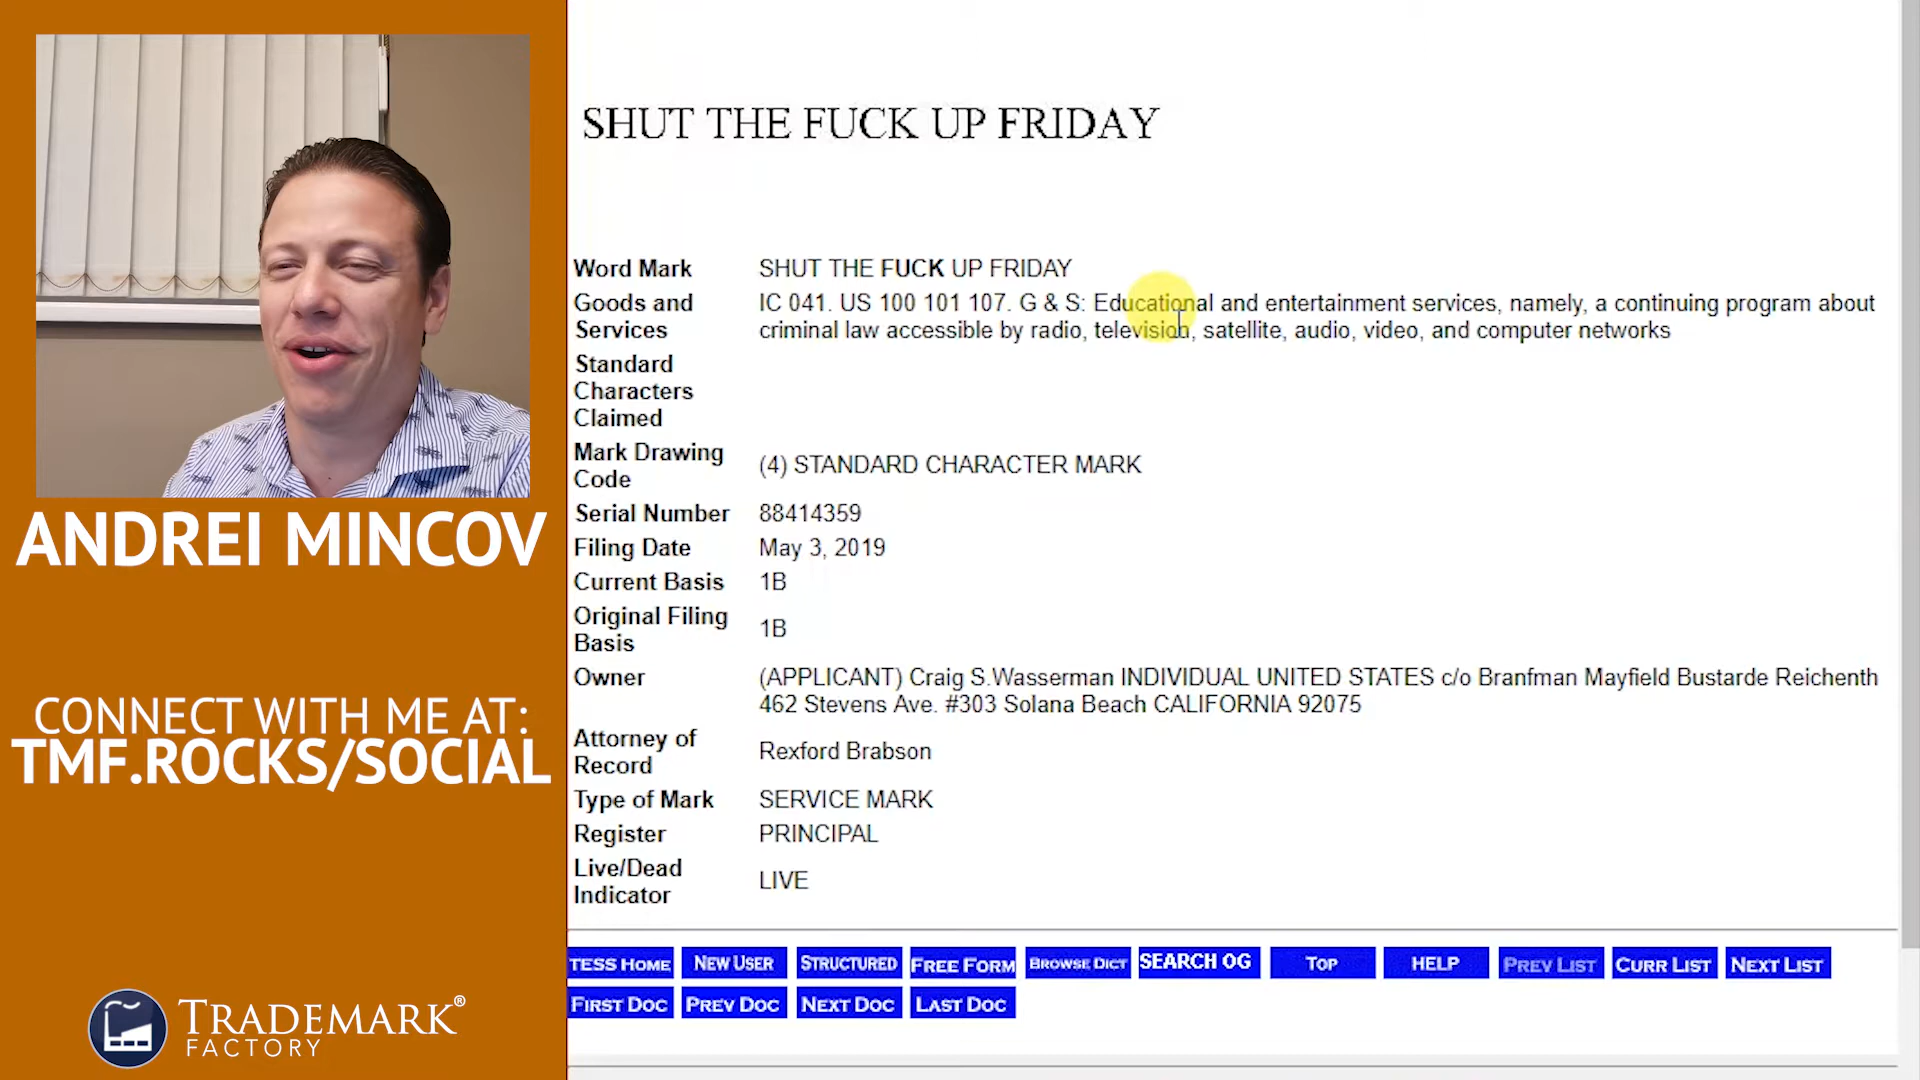 ANDREI MINCOV
CONNECT WITH ME AT:
TMF.ROCKS/SOCIAL
TRADEMARK®
FACTORY
SHUT THE FUCK UP FRIDAY
Word Mark SHUT THE FUCK UP FRIDAY
Goods and Services IC 041. US 100 101 107. G & S: Educational and entertainment services, namely, a continuing program about
criminal law accessible by radio, television, satellite, audio, video, and computer networks
Standard
Characters
Claimed
Mark Drawing
Code (4) STANDARD CHARACTER MARK
Serial Number 88414359
Filing Date May 3, 2019
Current Basis 1B
Original Filing
Basis 1B
Owner (APPLICANT) Craig S.Wasserman INDIVIDUAL UNITED STATES c/o Branfman Mayfield Bustarde Reichenth
462 Stevens Ave. #303 Solana Beach CALIFORNIA 92075
Attorney of
Record Rexford Brabson
Type of Mark SERVICE MARK
Register PRINCIPAL
Live/Dead
Indicator LIVE
TESS HOME NEW USER STRUCTURED FREE FORM BROWSE DICT SEARCH OG TOP HELP PREV LIST CURR LIST NEXT LIST
FIRST DOC PREV DOC NEXT DOC LAST DOC